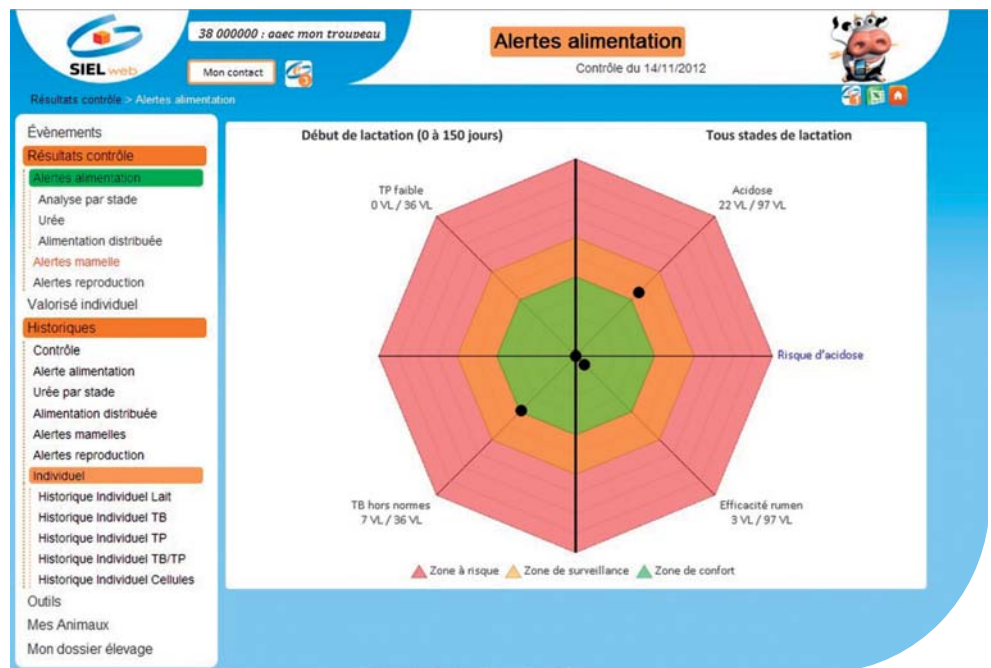 38 000000 : agec mon troupeau
Alertes alimentation
SIEL web
Mon contact
Contrôle du 14/11/2012
Résultats contrôle > Alertes alimentation
Évènements
Résultats contrôle
Alertes alimentation
Analyse par stade
Urée
Alimentation distribuée
Alertes mamelle
Alertes reproduction
Valorisé individuel
Historiques
Contrôle
Alerte alimentation
Urée par stade
Alimentation distribuée
Alertes mamelles
Alertes reproduction
Individuel
Historique Individuel Lait
Historique Individuel TB
Historique Individuel TP
Historique Individuel TB/TP
Historique Individuel Cellules
Outils
Mes Animaux
Mon dossier élevage
Début de lactation (0 à 150 jours)
Tous stades de lactation
TP faible
0 VL / 36 VL
Acidose
22 VL / 97 VL
Risque d'acidose
TB hors normes
7 VL / 36 VL
Efficacité rumen
3 VL / 97 VL
Zone à risque
Zone de surveillance
Zone de confort